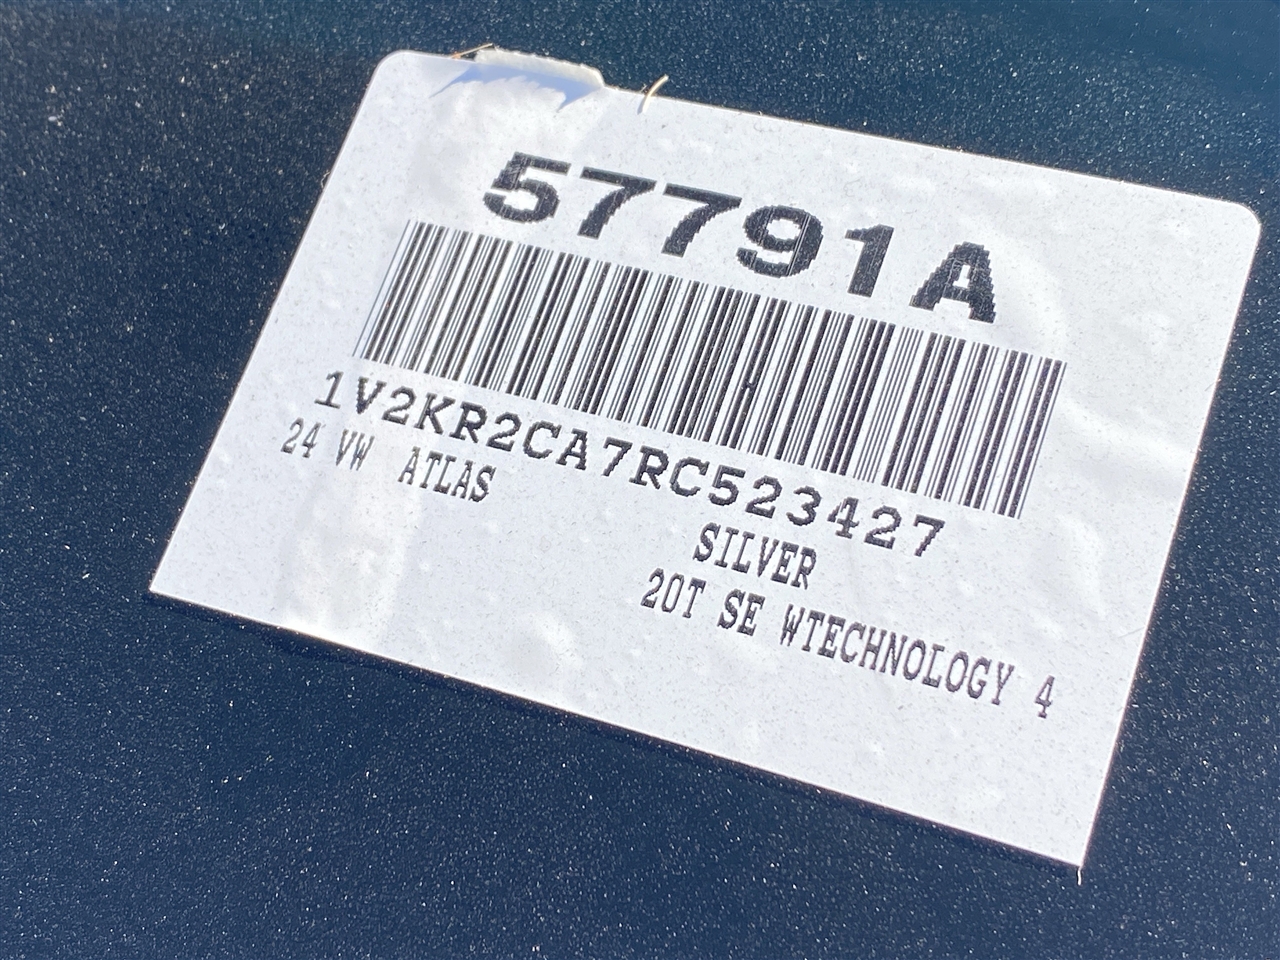 57791A
1V2KR2CA7RC523427
24 VW ATLAS
SILVER
20T SE WTECHNOLOGY 4